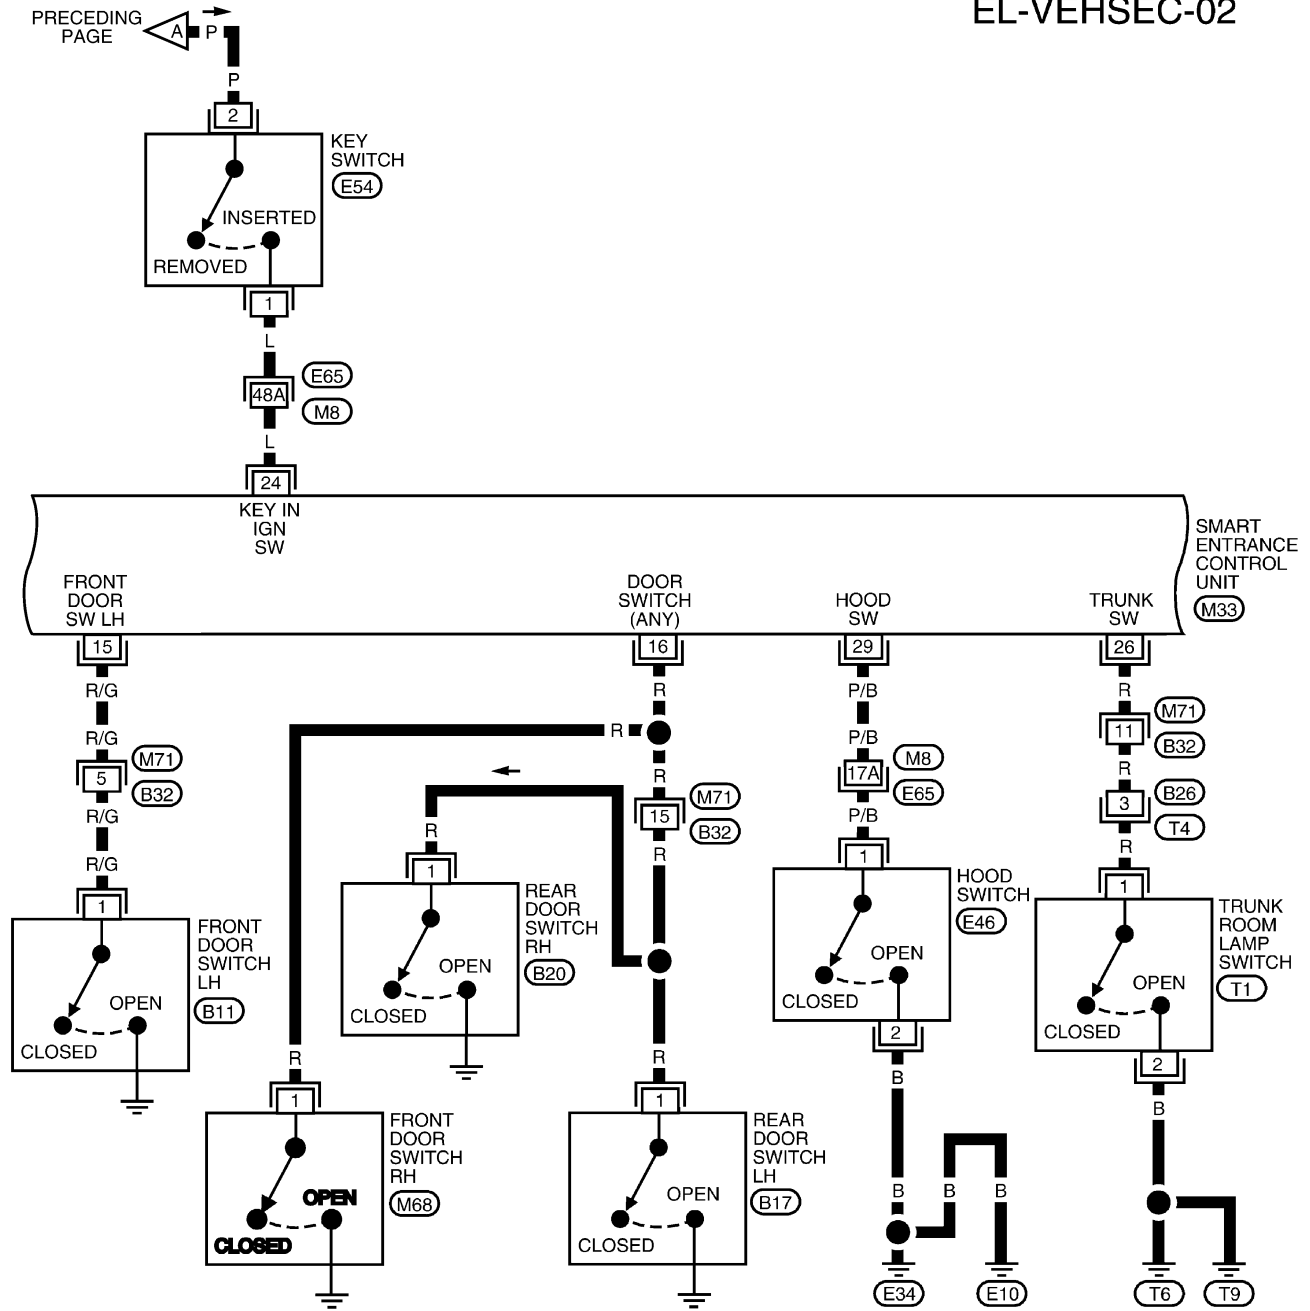 EL-VEHSEC-02
PRECEDING
PAGE
A
P
P
2
KEY
SWITCH
E54
INSERTED
REMOVED
1
L
E65
48A
M8
L
24
KEY IN
IGN
SW
SMART
ENTRANCE
CONTROL
UNIT
M33
FRONT
DOOR
SW LH
DOOR
SWITCH
(ANY)
HOOD
SW
TRUNK
SW
15
16
29
26
R/G
R
P/B
R
R/G
M71
5
B32
R/G
R/G
1
FRONT
DOOR
SWITCH
LH
B11
OPEN
CLOSED
R
R
M71
15
B32
R
R
1
REAR
DOOR
SWITCH
RH
B20
OPEN
CLOSED
P/B
M8
17A
E65
P/B
1
HOOD
SWITCH
E46
OPEN
CLOSED
2
B
M71
11
B32
R
B26
3
T4
R
1
TRUNK
ROOM
LAMP
SWITCH
T1
OPEN
CLOSED
2
B
R
1
FRONT
DOOR
SWITCH
RH
M68
OPEN
CLOSED
R
1
REAR
DOOR
SWITCH
LH
B17
OPEN
CLOSED
B
B
B
E34
E10
T6
T9